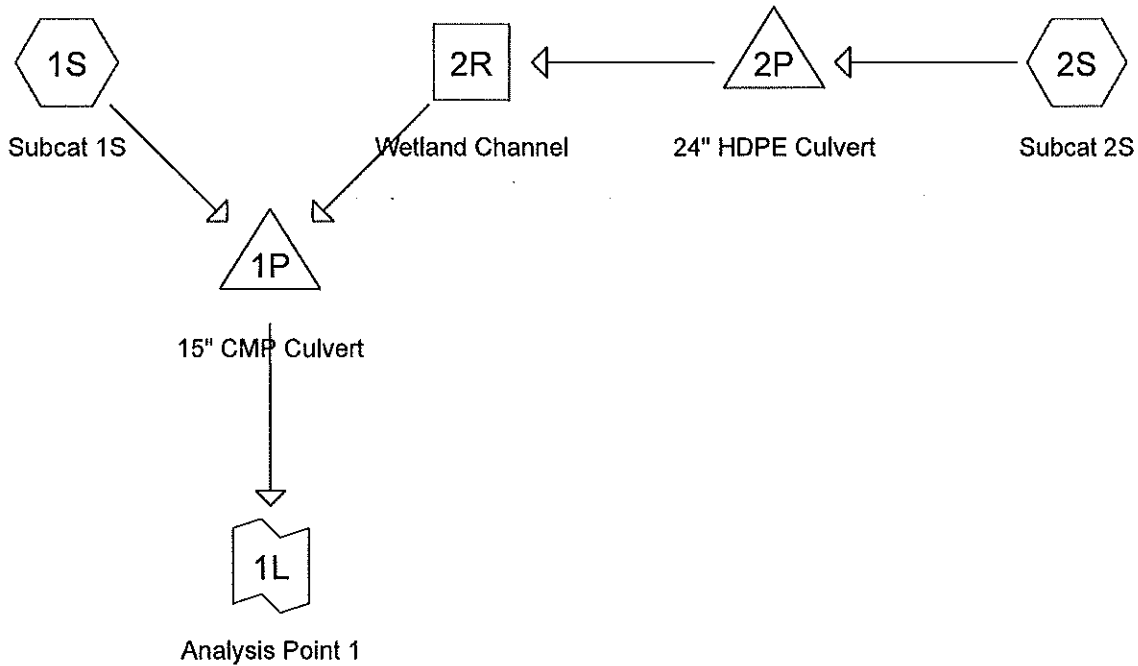 1S
2R
2P
2S
Subcat 1S
Wetland Channel
24" HDPE Culvert
Subcat 2S
1P
15" CMP Culvert
1L
Analysis Point 1